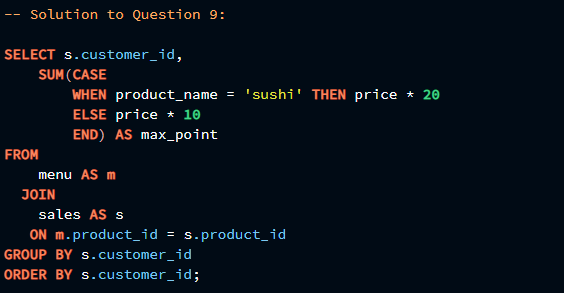 -- Solution to Question 9:
SELECT s.customer_id,
SUM(CASE
WHEN product_name = 'sushi' THEN price * 20
ELSE price * 10
END) AS max_point
FROM
menu AS m
JOIN
sales AS s
ON m.product_id = s.product_id
GROUP BY s.customer_id
ORDER BY s.customer_id;